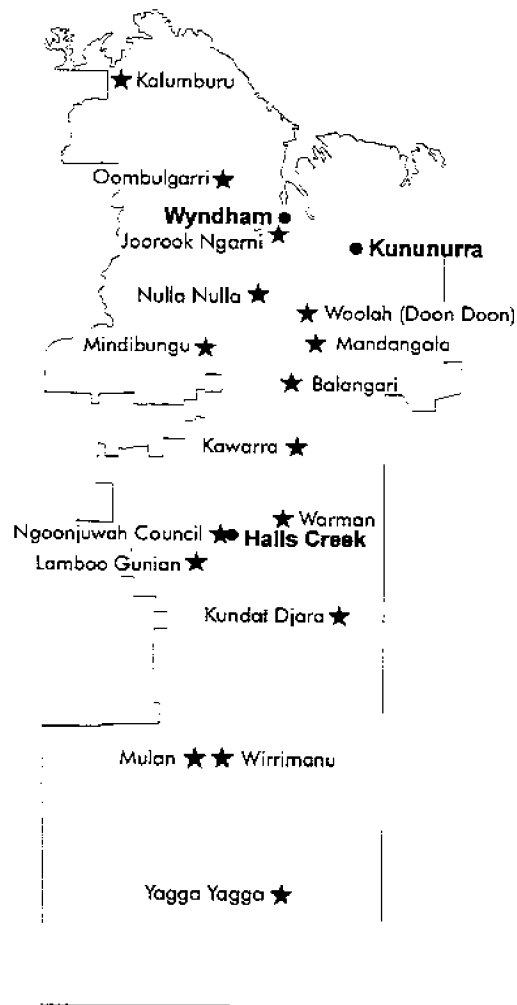 Kalumburu
Oombulgarri
Wyndham
Joorook Ngarni
Kununurra
Nulla Nulla
Woolah (Doon Doon)
Mindibungu
Mandangala
Balangari
Kawarra
Warman
Ngoonjuwah Council
Halls Creek
Lamboo Gunian
Kundat Djara
Mulan
Wirrimanu
Yagga Yagga